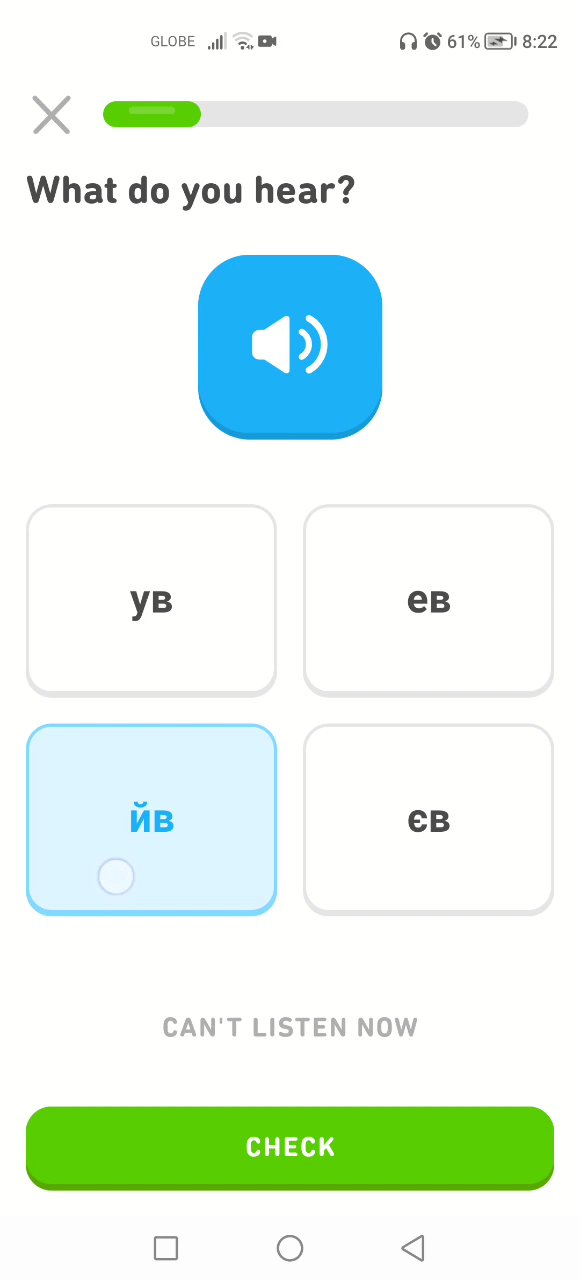 GLOBE 61% 8:22
What do you hear?
ув ев
йв єв
CAN'T LISTEN NOW
CHECK